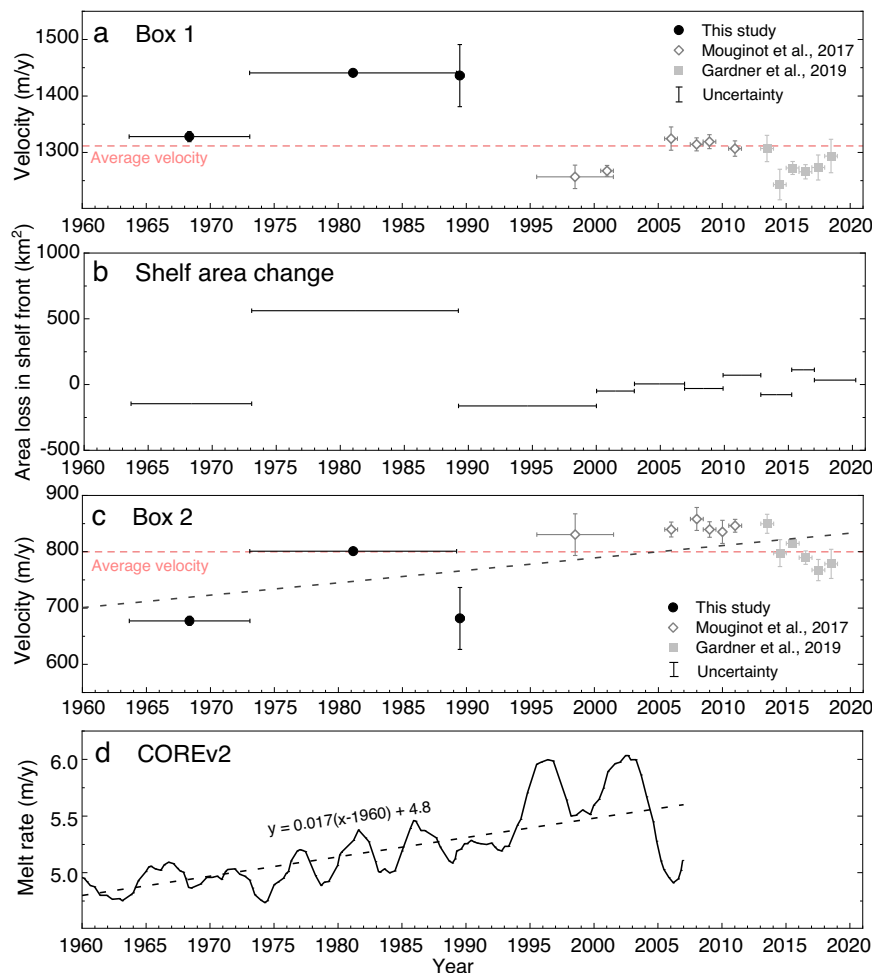 a Box 1
This study
Mouginot et al., 2017
Gardner et al., 2019
Uncertainty
Average velocity
Velocity (m/y)
1500
1400
1300
1960 1965 1970 1975 1980 1985 1990 1995 2000 2005 2010 2015 2020
b Shelf area change
Area loss in shelf front (km²)
1000
500
0
-500
1960 1965 1970 1975 1980 1985 1990 1995 2000 2005 2010 2015 2020
c Box 2
Average velocity
This study
Mouginot et al., 2017
Gardner et al., 2019
Uncertainty
Velocity (m/y)
900
800
700
600
1960 1965 1970 1975 1980 1985 1990 1995 2000 2005 2010 2015 2020
d COREv2
y = 0.017(x-1960) + 4.8
Melt rate (m/y)
6.0
5.5
5.0
1960 1965 1970 1975 1980 1985 1990 1995 2000 2005 2010 2015 2020
Year